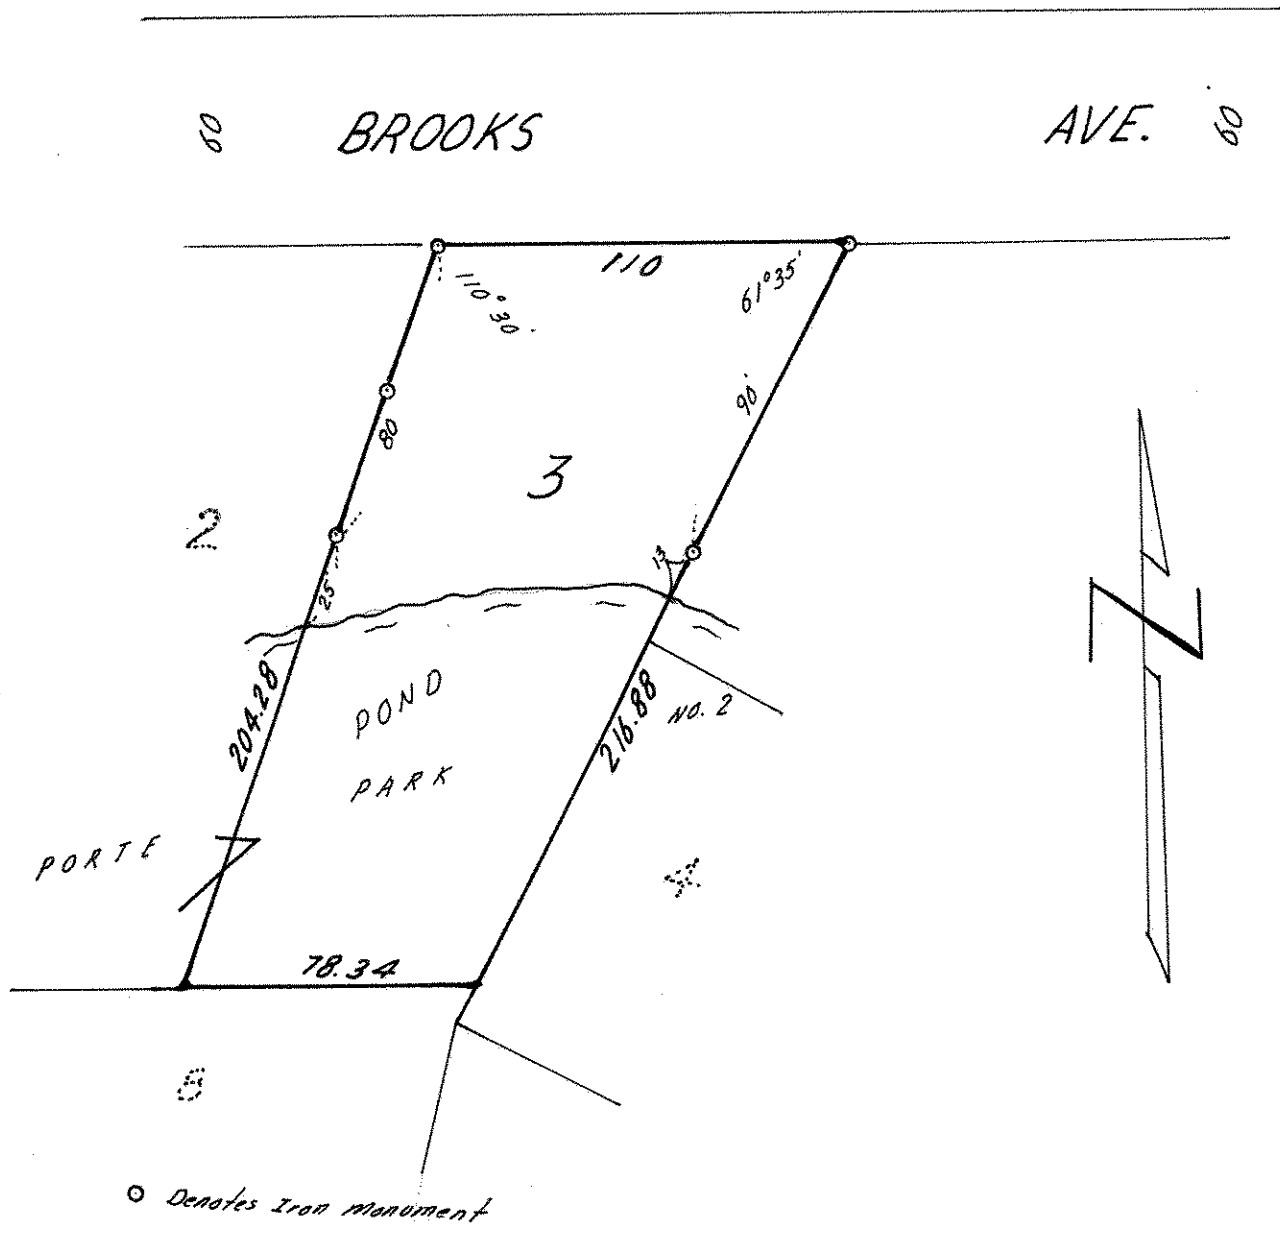 60 BROOKS AVE. 60
110
110°30'
61°35'
90'
80
3
2
13
25'
204.28
POND
216.88
NO. 2
PARK
PORTE
4
78.34
8
N
Denotes Iron Monument